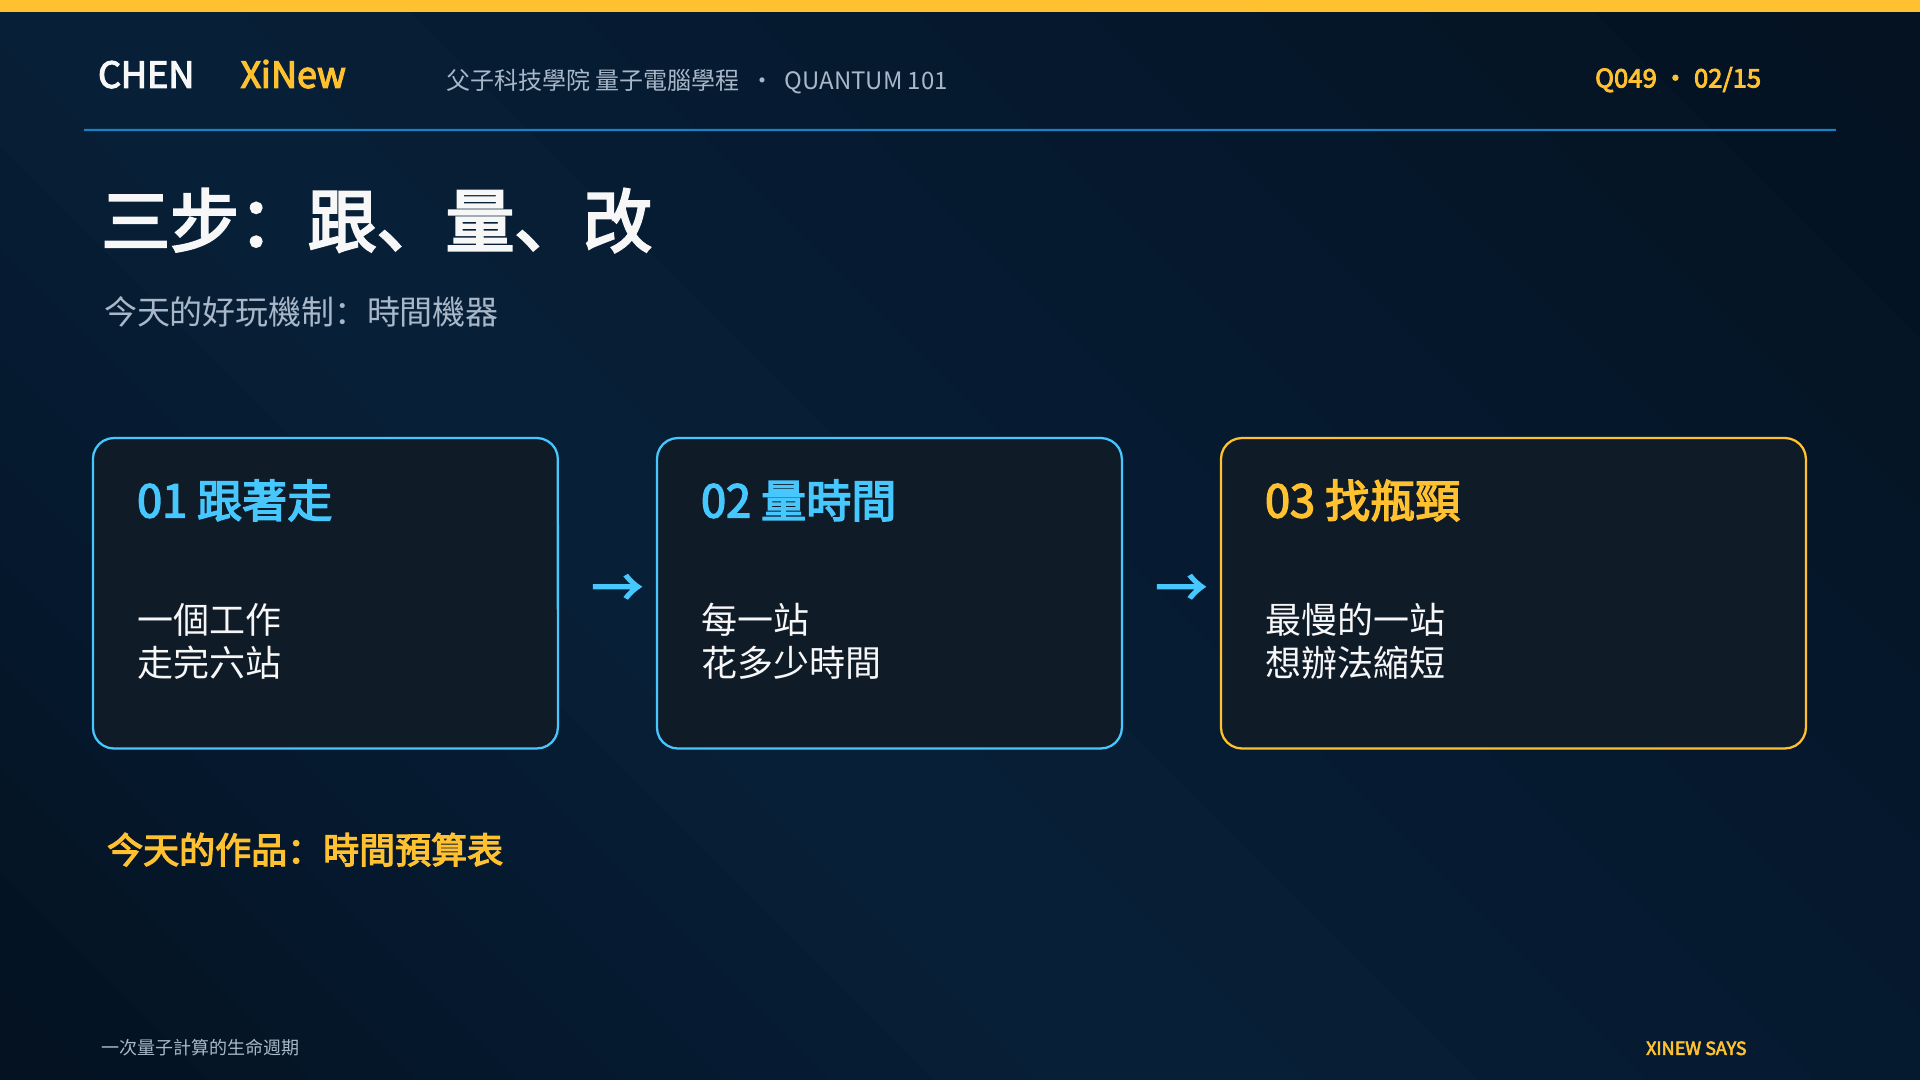 CHEN XiNew 父子科技學院 量子電腦學程 · QUANTUM 101 Q049 · 02/15
三步：跟、量、改
今天的好玩機制：時間機器
01 跟著走
一個工作
走完六站
→
02 量時間
每一站
花多少時間
→
03 找瓶頸
最慢的一站
想辦法縮短
今天的作品：時間預算表
一次量子計算的生命週期
XINEW SAYS